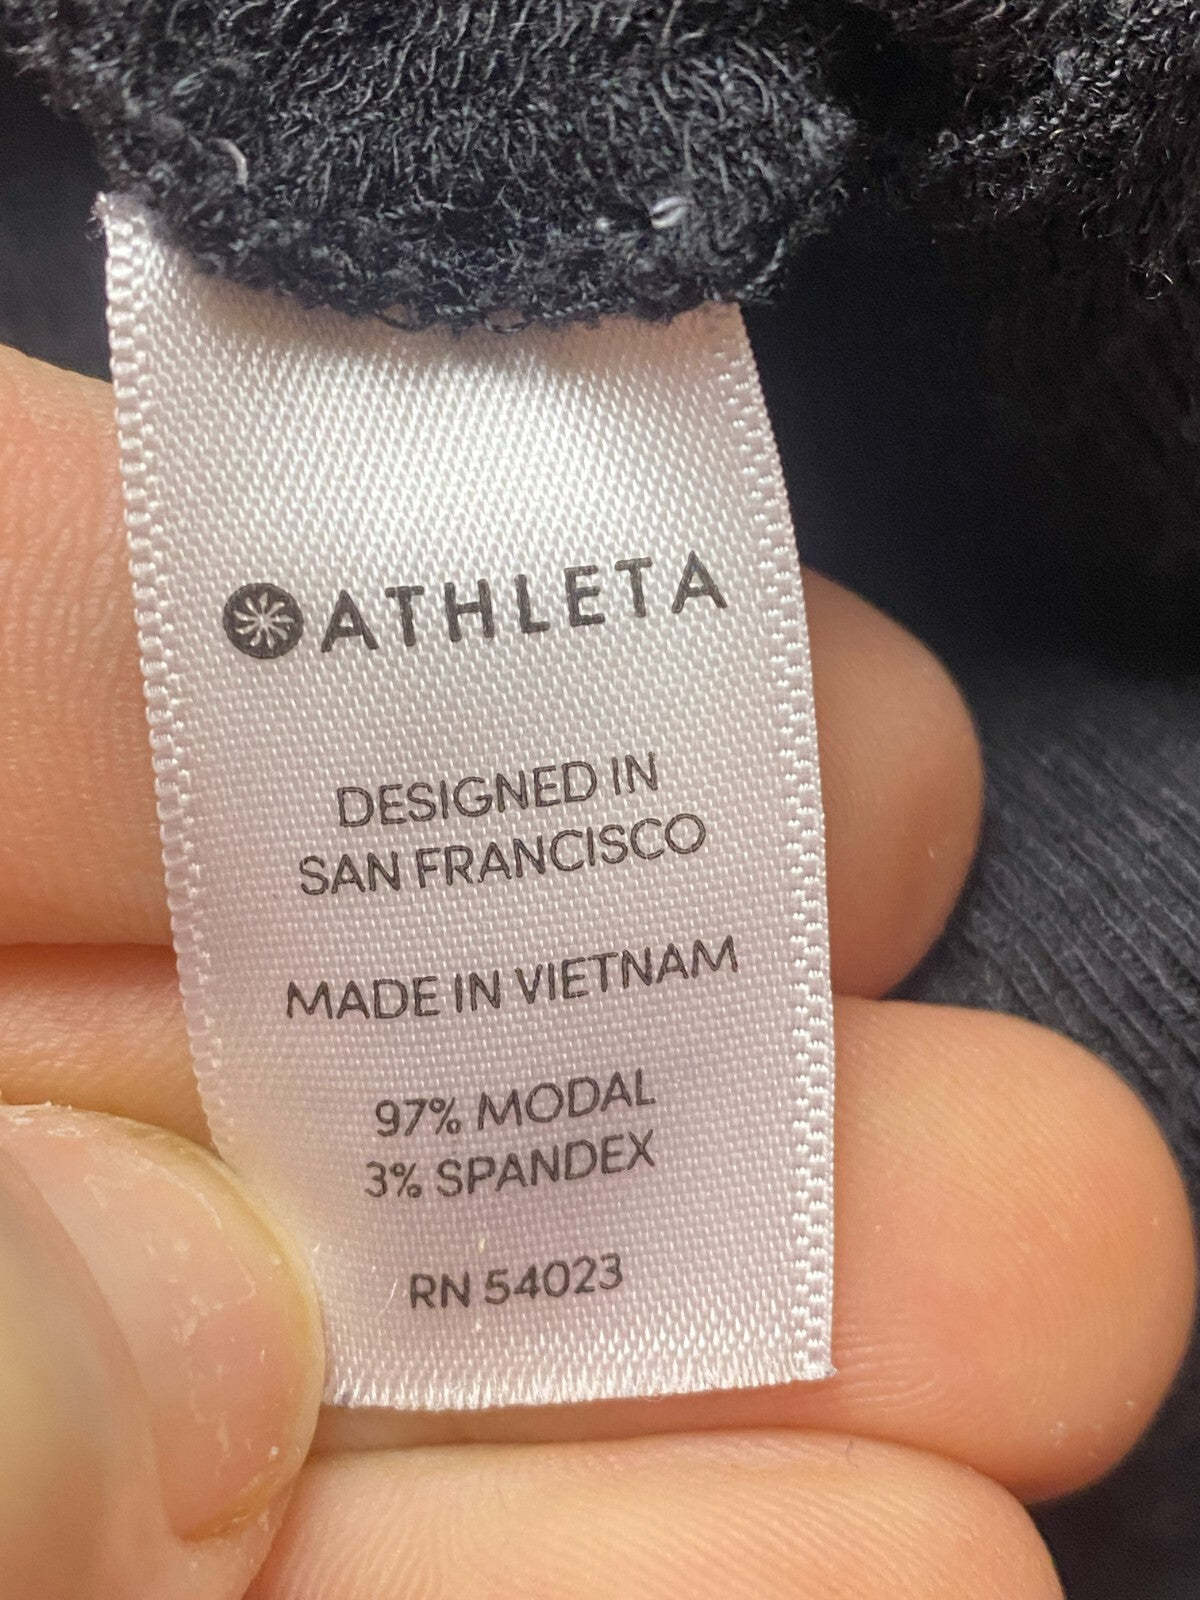 ATHLETA
DESIGNED IN
SAN FRANCISCO
MADE IN VIETNAM
97% MODAL
3% SPANDEX
RN 54023